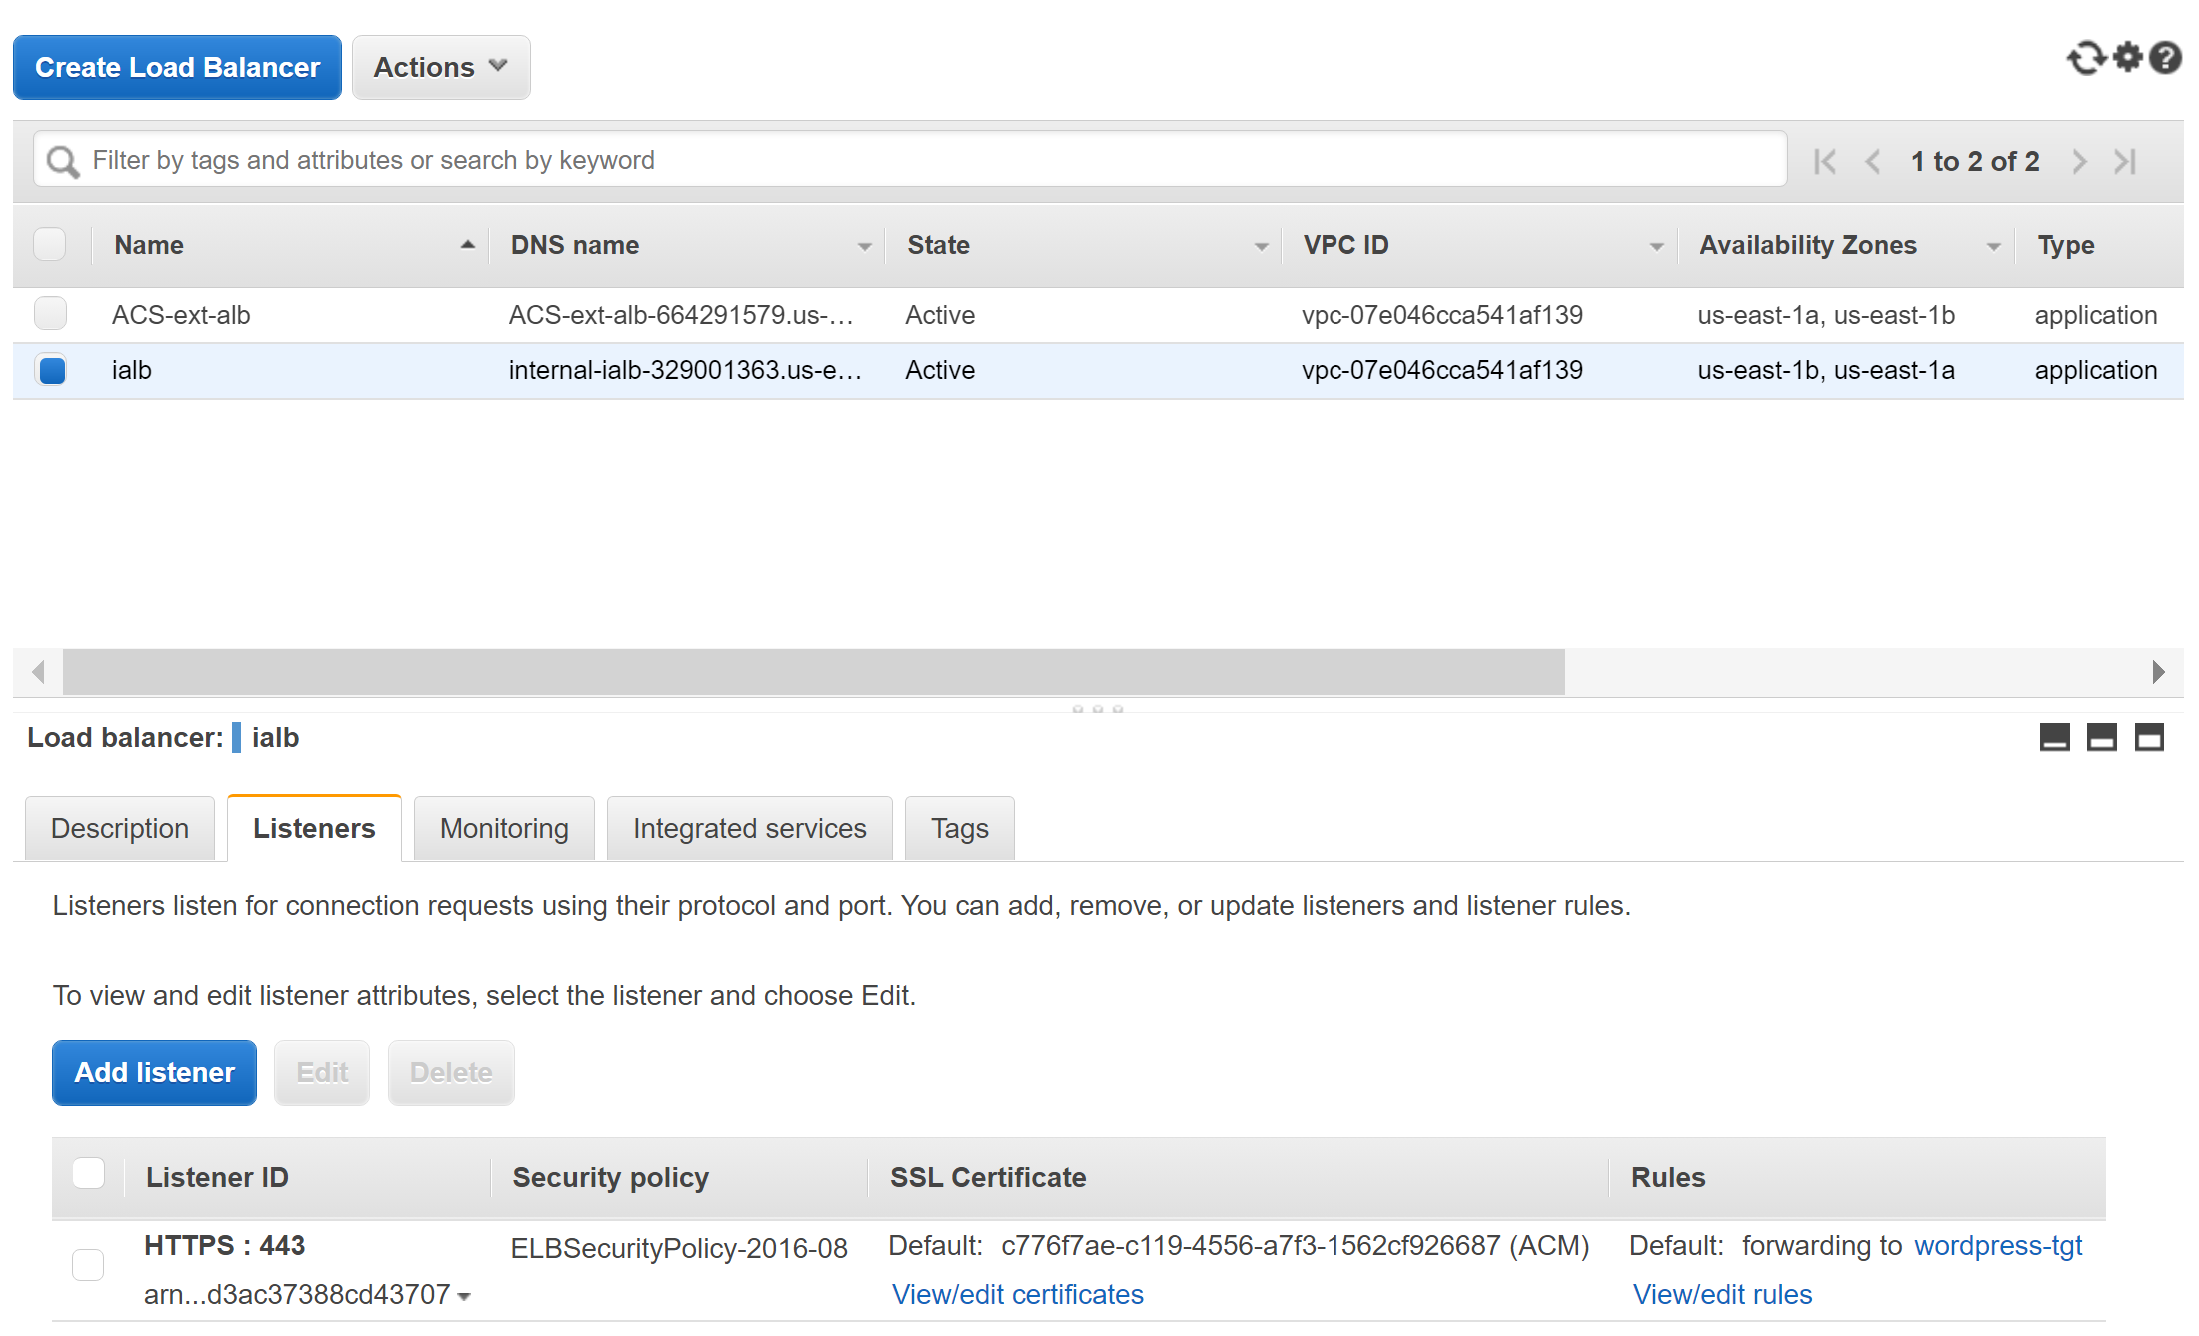 Create Load Balancer Actions
Filter by tags and attributes or search by keyword 1 to 2 of 2
Name DNS name State VPC ID Availability Zones Type
ACS-ext-alb ACS-ext-alb-664291579.us-... Active vpc-07e046cca541af139 us-east-1a, us-east-1b application
ialb internal-ialb-329001363.us-e... Active vpc-07e046cca541af139 us-east-1b, us-east-1a application
Load balancer: ialb
Description Listeners Monitoring Integrated services Tags
Listeners listen for connection requests using their protocol and port. You can add, remove, or update listeners and listener rules.
To view and edit listener attributes, select the listener and choose Edit.
Add listener Edit Delete
Listener ID Security policy SSL Certificate Rules
HTTPS : 443 ELBSecurityPolicy-2016-08 Default: c776f7ae-c119-4556-a7f3-1562cf926687 (ACM) Default: forwarding to wordpress-tgt
arn...d3ac37388cd43707 View/edit certificates View/edit rules